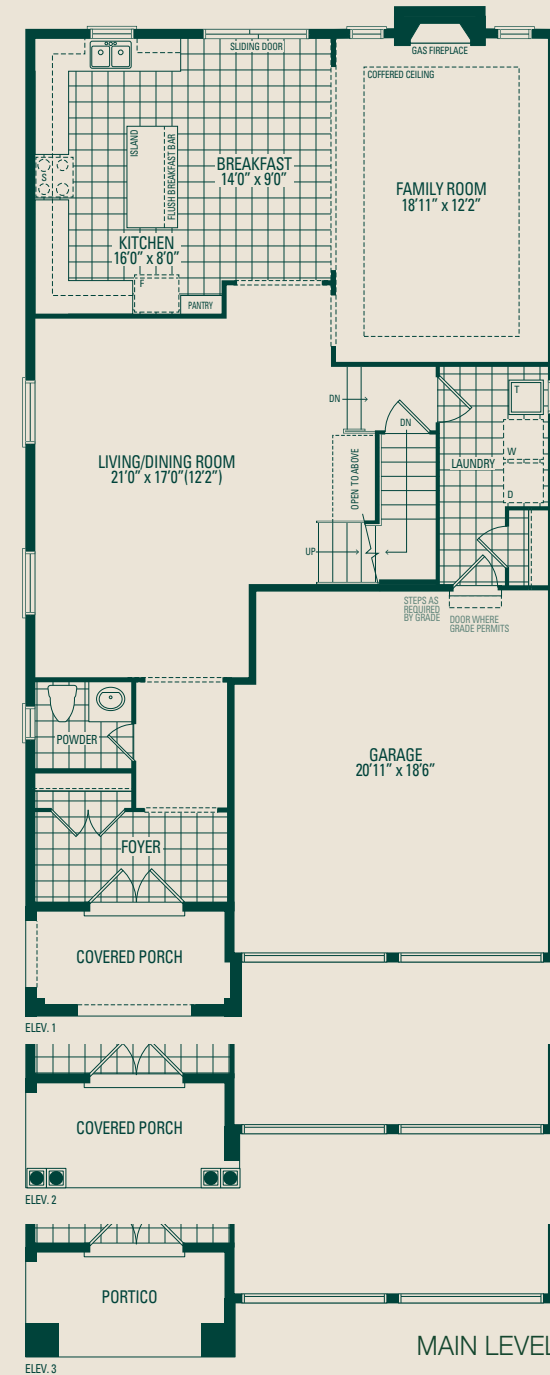 GAS FIREPLACE
SLIDING DOOR
COFFERED CEILING
ISLAND
FLUSH BREAKFAST BAR
BREAKFAST
14’0” x 9’0”
S
FAMILY ROOM
18’11” x 12’2”
KITCHEN
16’0” x 8’0”
F
PANTRY
DN
T
DN
W
LIVING/DINING ROOM
21’0” x 17’0”(12’2”)
OPEN TO ABOVE
LAUNDRY
D
UP
STEPS AS
REQUIRED
BY GRADE
DOOR WHERE
GRADE PERMITS
POWDER
GARAGE
20’11” x 18’6”
FOYER
COVERED PORCH
ELEV. 1
COVERED PORCH
ELEV. 2
PORTICO
MAIN LEVEL
ELEV. 3